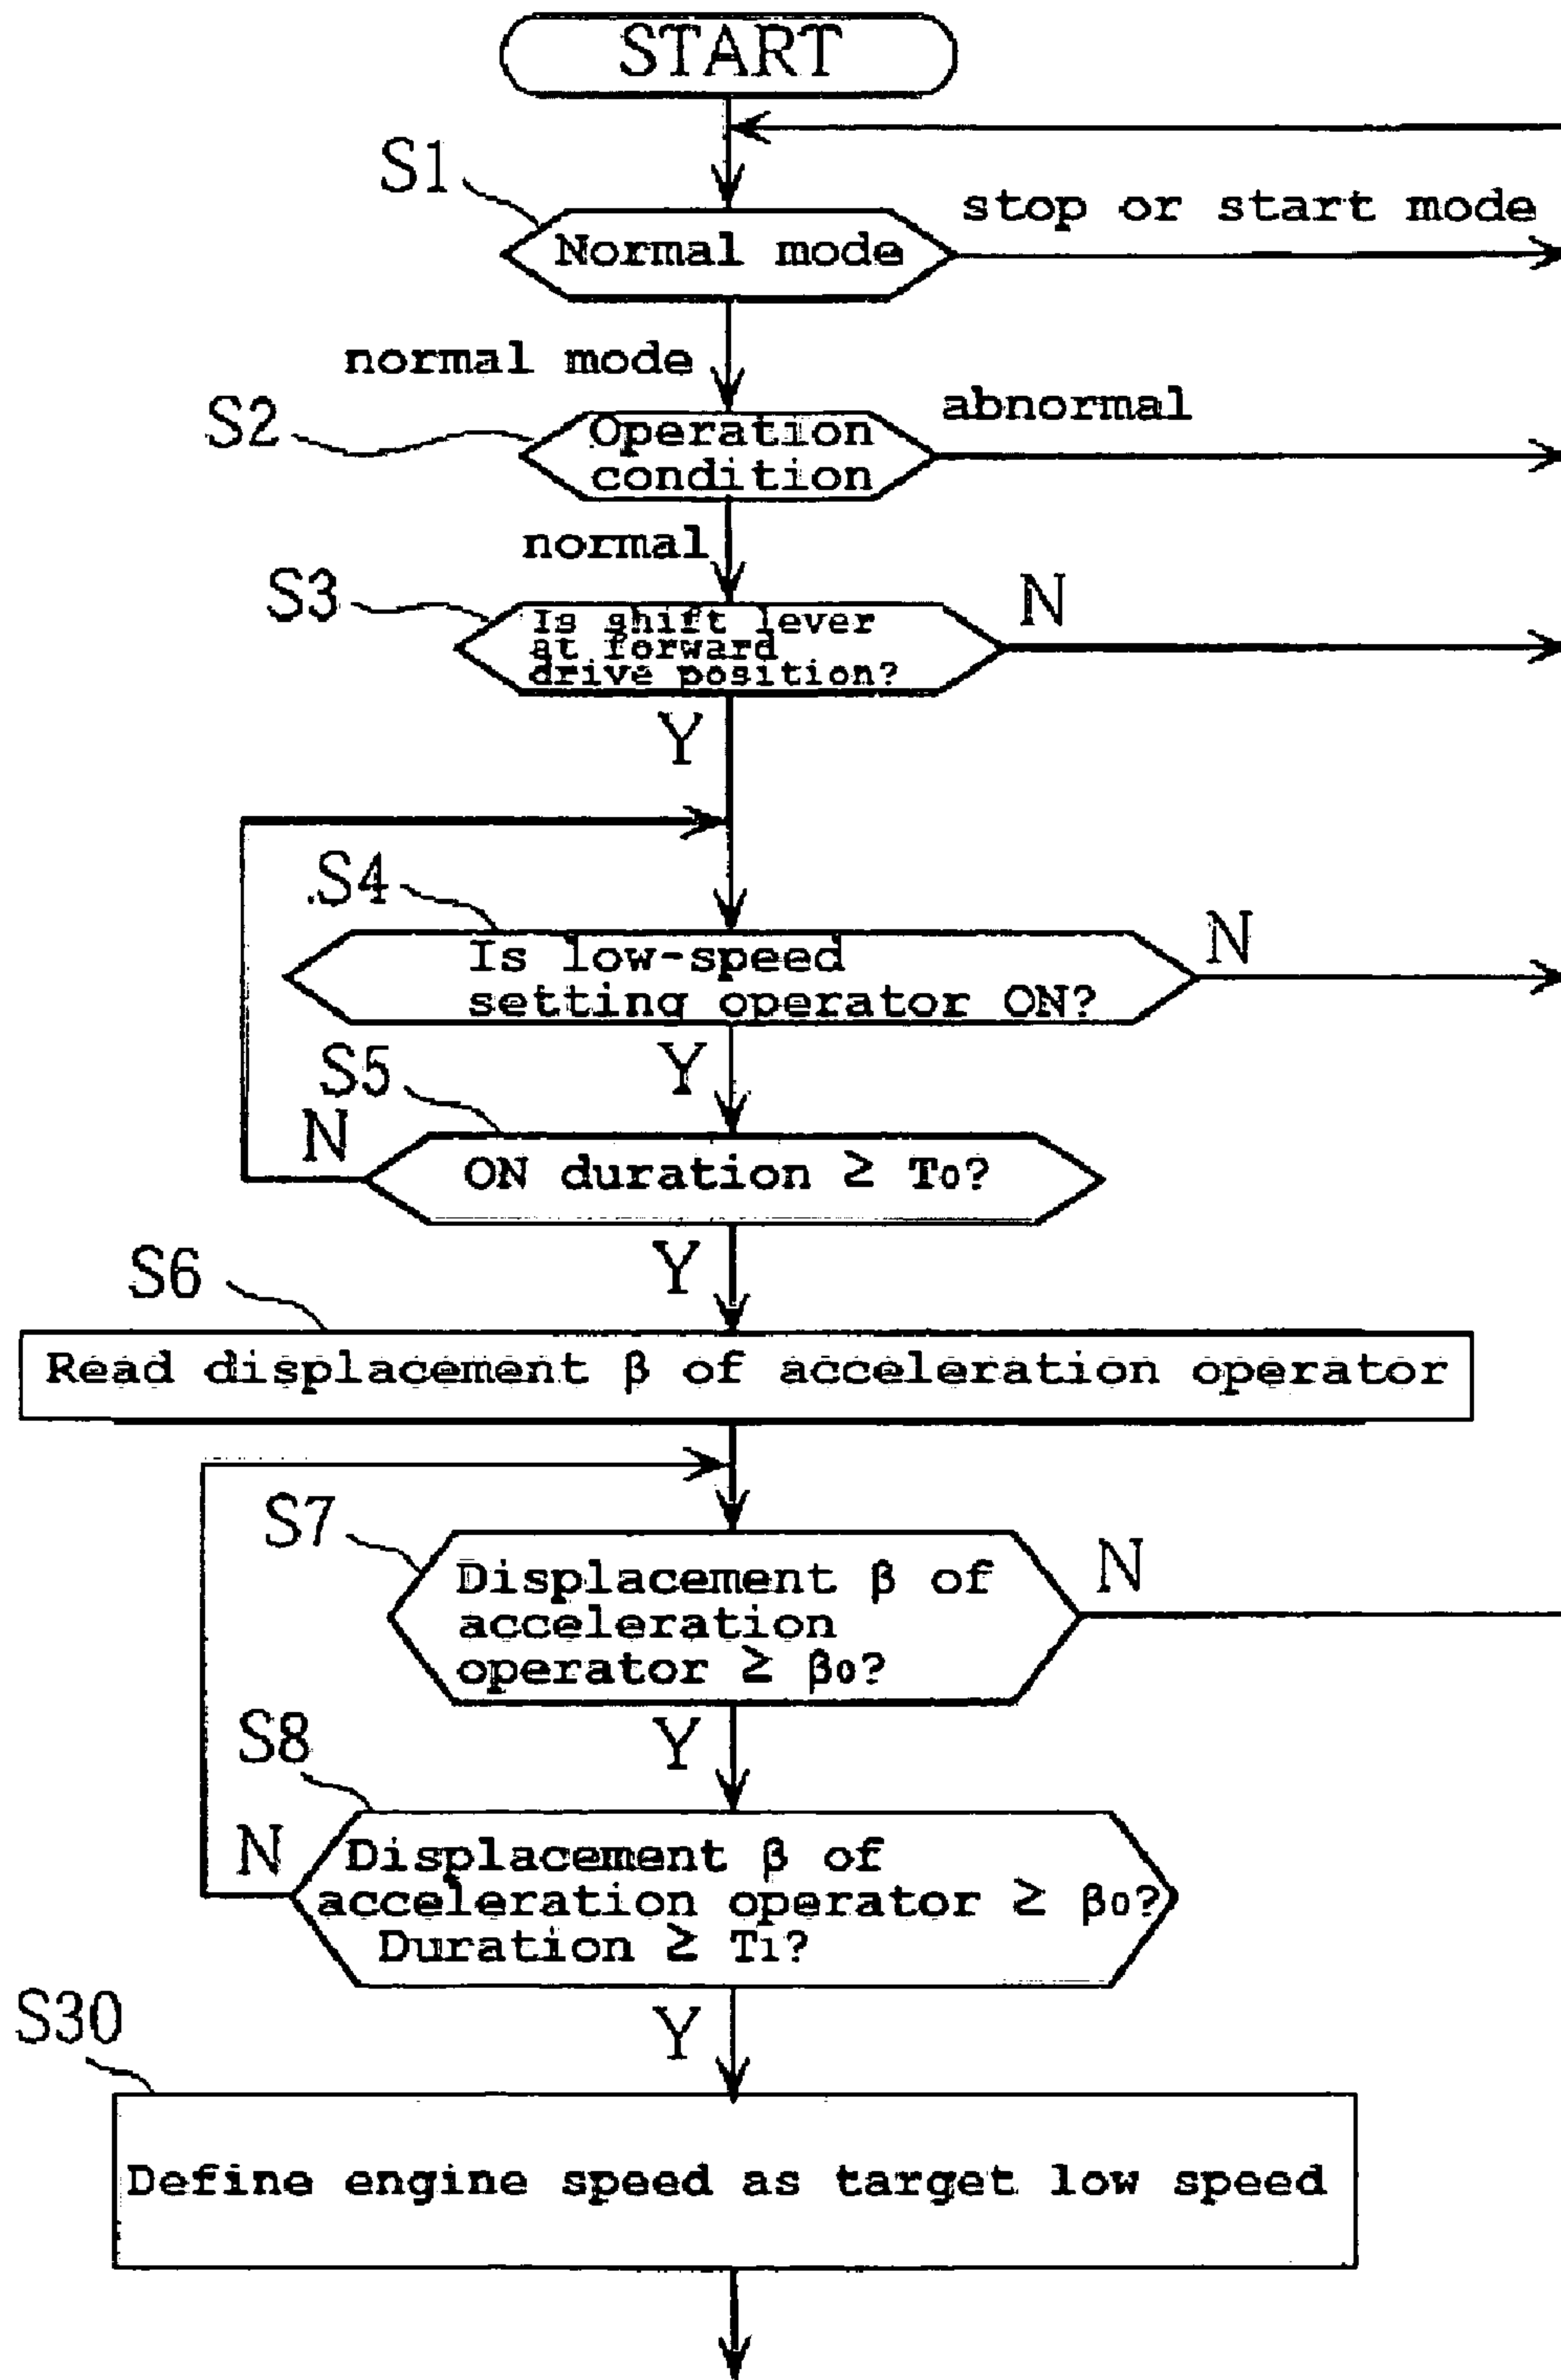 START
S1
stop or start mode
Normal mode
normal mode
S2
abnormal
Operation
condition
normal
S3
N
Is shift lever
at forward
drive position?
Y
S4
N
Is low-speed
setting operator ON?
Y
S5
N
ON duration ≥ T0?
Y
S6
Read displacement β of acceleration operator
S7
N
Displacement β of
acceleration
operator ≥ β0?
Y
S8
N
Displacement β of
acceleration operator ≥ β0?
Duration ≥ T1?
Y
S30
Define engine speed as target low speed